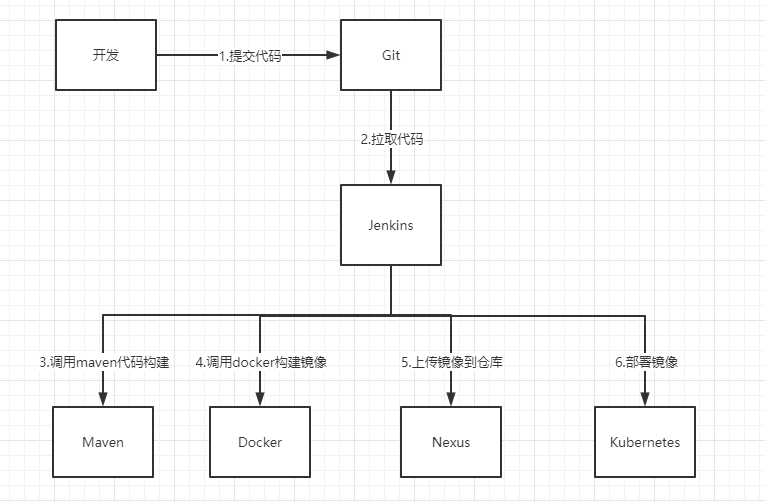 开发
1.提交代码
Git
2.拉取代码
Jenkins
3.调用maven代码构建
4.调用docker构建镜像
5.上传镜像到仓库
6.部署镜像
Maven
Docker
Nexus
Kubernetes